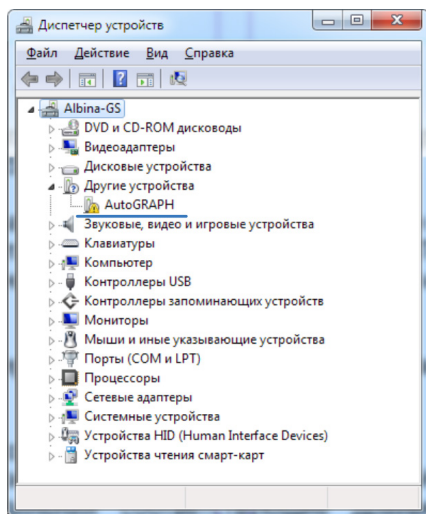 Диспетчер устройств
Файл Действие Вид Справка
Albina-GS
DVD и CD-ROM дисководы
Видеоадаптеры
Дисковые устройства
Другие устройства
AutoGRAPH
Звуковые, видео и игровые устройства
Клавиатуры
Компьютер
Контроллеры USB
Контроллеры запоминающих устройств
Мониторы
Мыши и иные указывающие устройства
Порты (COM и LPT)
Процессоры
Сетевые адаптеры
Системные устройства
Устройства HID (Human Interface Devices)
Устройства чтения смарт-карт